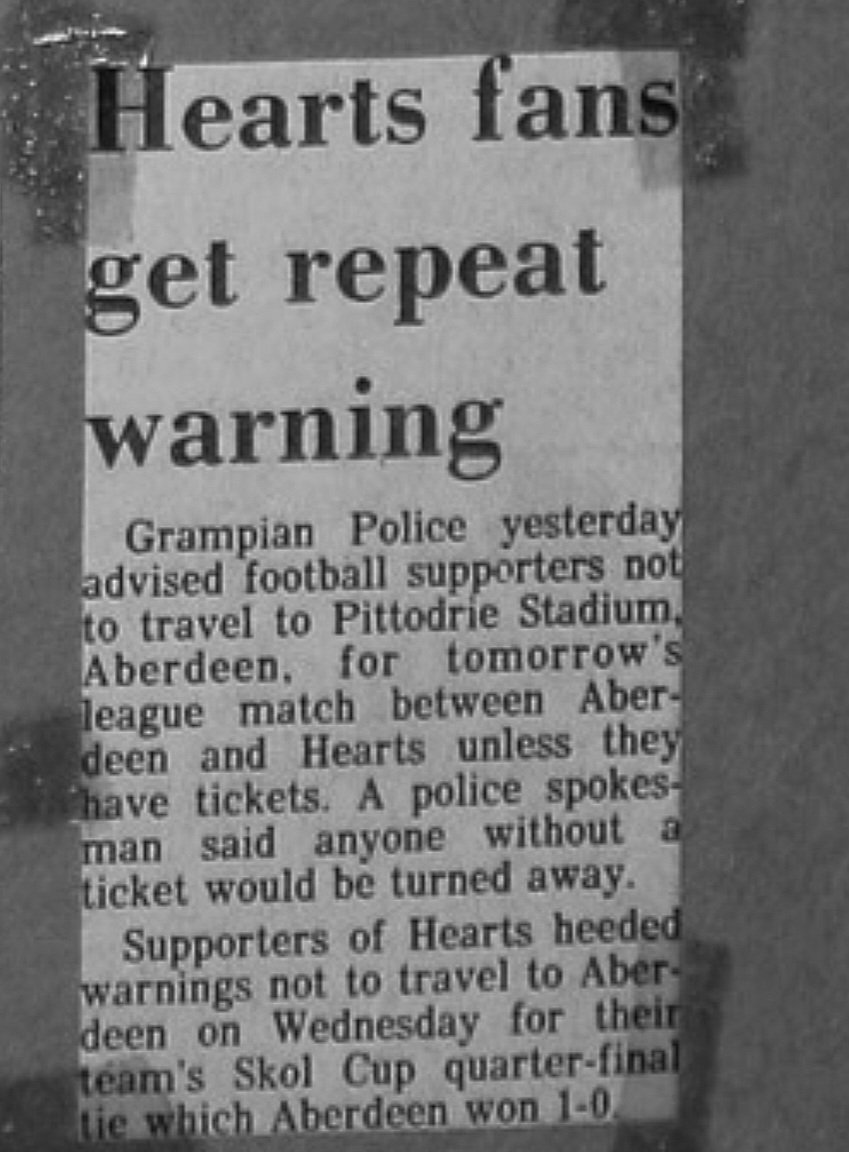 Hearts fans
get repeat
warning
Grampian Police yesterday
advised football supporters not
to travel to Pittodrie Stadium,
Aberdeen, for tomorrow's
league match between Aber-
deen and Hearts unless they
have tickets. A police spokes-
man said anyone without a
ticket would be turned away.
Supporters of Hearts heeded
warnings not to travel to Aber-
deen on Wednesday for their
team's Skol Cup quarter-final
tie which Aberdeen won 1-0.